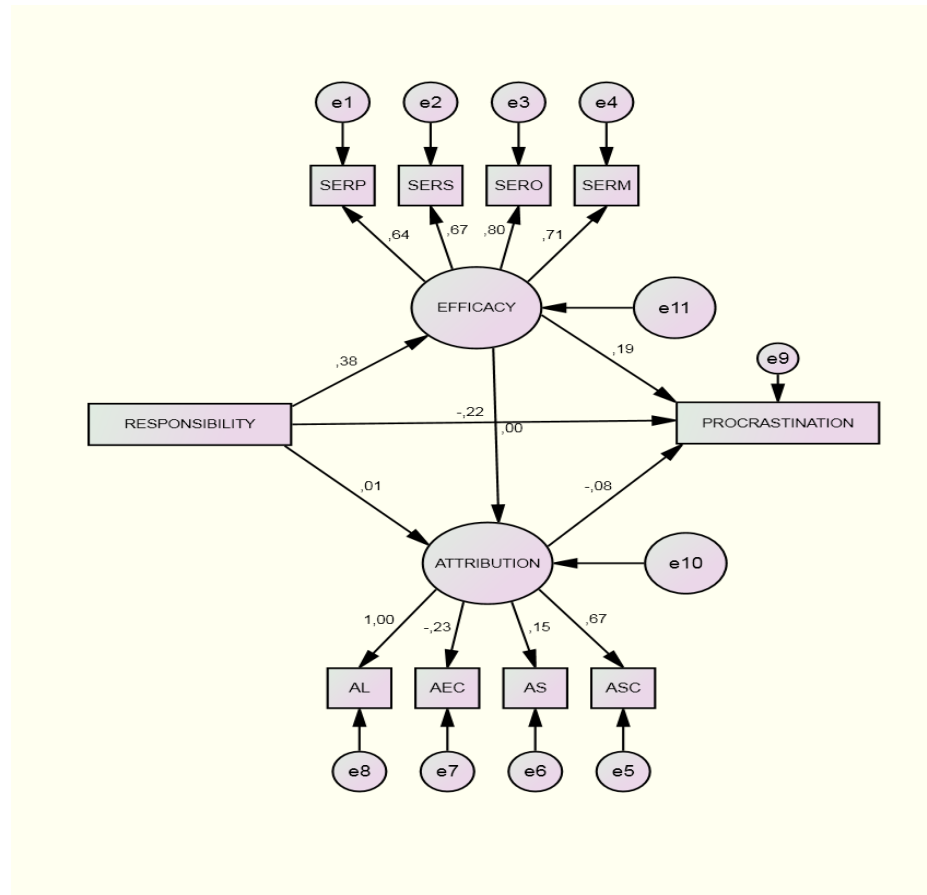 e1 e2 e3 e4
SERP SERS SERO SERM
,64 ,67 ,80 ,71
EFFICACY e11
,38 ,19 e9
RESPONSIBILITY -,22 ,00 PROCRASTINATION
,01 -,08
ATTRIBUTION e10
1,00 -,23 ,15 ,67
AL AEC AS ASC
e8 e7 e6 e5